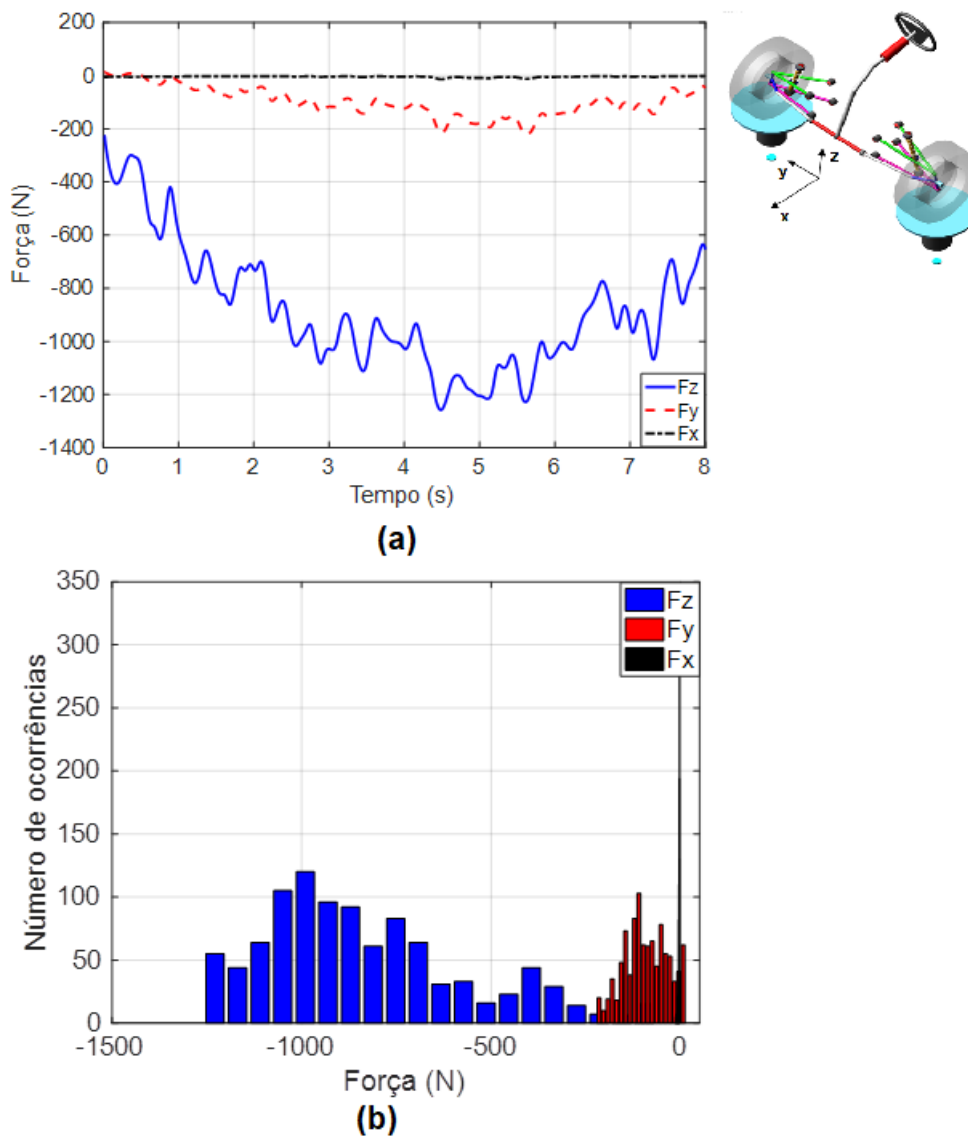 200
0
-200
-400
-600
-800
-1000
-1200
-1400
Força (N)
0 1 2 3 4 5 6 7 8
Tempo (s)
Fz
Fy
Fx
z
y
x
(a)
350
300
250
200
150
100
50
0
Número de ocorrências
Fz
Fy
Fx
-1500 -1000 -500 0
Força (N)
(b)